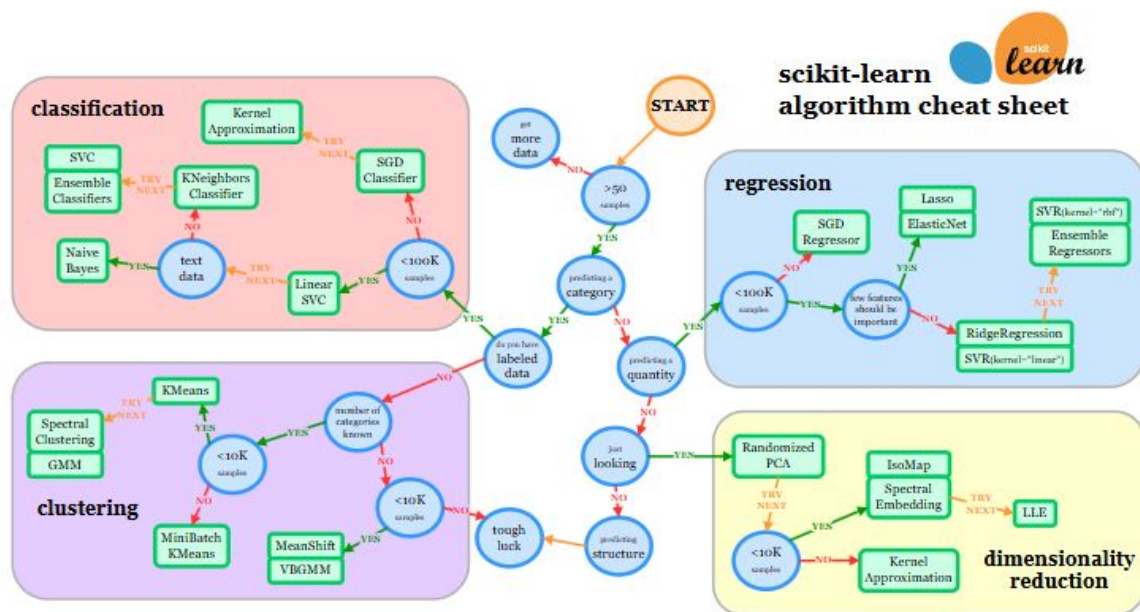 scikit-learn
algorithm cheat sheet
scikit
learn
START
get
more
data
NO
>50
samples
YES
predicting a
category
YES
NO
do you have
labeled
data
YES
NO
predicting a
quantity
YES
NO
just
looking
YES
NO
predicting
structure
tough
luck
classification
Kernel
Approximation
TRY
NEXT
SGD
Classifier
NO
SVC
Ensemble
Classifiers
TRY
NEXT
KNeighbors
Classifier
NO
Naive
Bayes
YES
text
data
TRY
NEXT
Linear
SVC
YES
<100K
samples
regression
SGD
Regressor
NO
Lasso
ElasticNet
YES
SVR(kernel="rbf")
Ensemble
Regressors
TRY
NEXT
<100K
samples
YES
few features
should be
important
NO
RidgeRegression
SVR(kernel="linear")
clustering
KMeans
TRY
NEXT
Spectral
Clustering
GMM
YES
<10K
samples
YES
number of
categories
known
NO
NO
MiniBatch
KMeans
<10K
samples
NO
YES
MeanShift
VBGMM
dimensionality
reduction
Randomized
PCA
TRY
NEXT
IsoMap
Spectral
Embedding
TRY
NEXT
LLE
YES
<10K
samples
NO
Kernel
Approximation